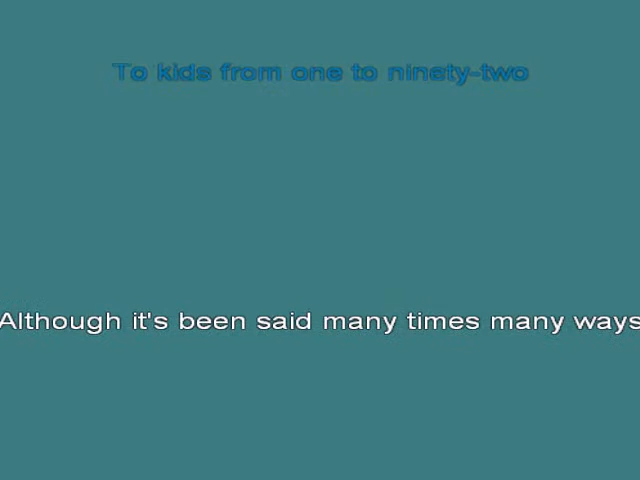 To kids from one to ninety-two
Although it's been said many times many ways